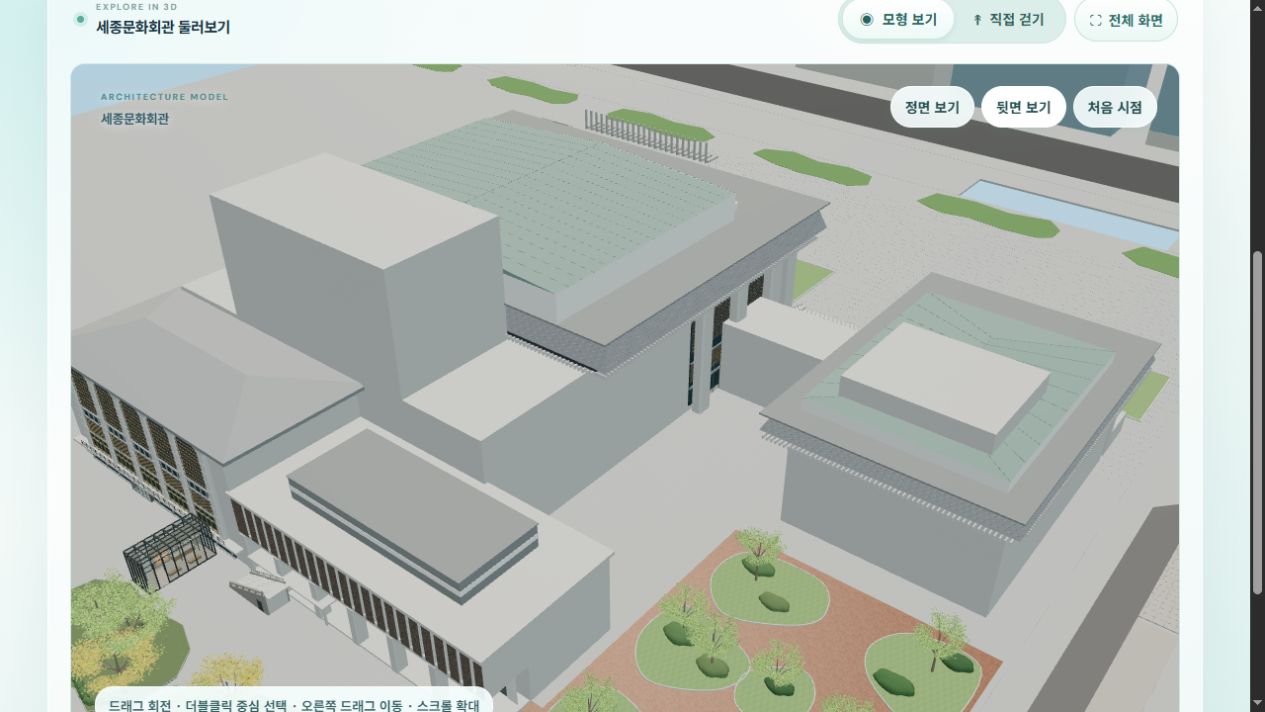 EXPLORE IN 3D
세종문화회관 둘러보기
모형 보기
직접 걷기
전체 화면
ARCHITECTURE MODEL
세종문화회관
정면 보기
뒷면 보기
처음 시점
드래그 회전 · 더블클릭 중심 선택 · 오른쪽 드래그 이동 · 스크롤 확대